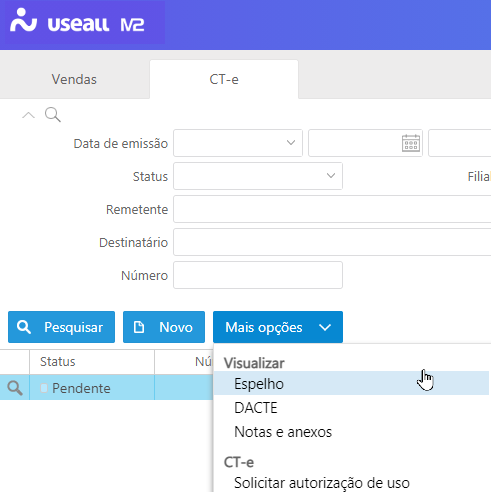 useall M2
Vendas CT-e
Data de emissão
Status Filia
Remetente
Destinatário
Número
Pesquisar Novo Mais opções
Status Nú
Pendente
Visualizar
Espelho
DACTE
Notas e anexos
CT-e
Solicitar autorização de uso